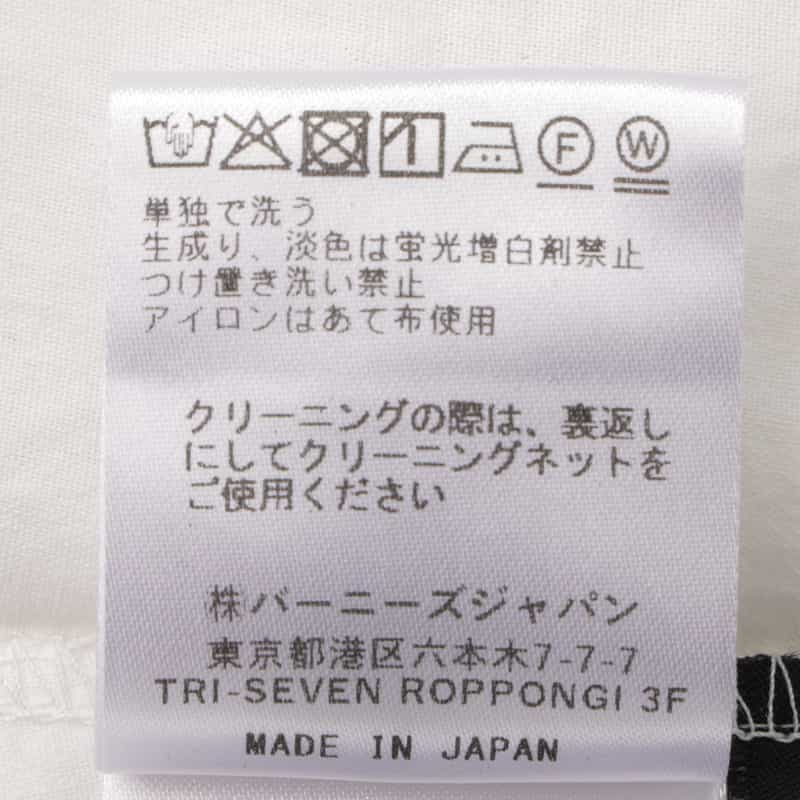 F W
単独で洗う
生成り、淡色は蛍光増白剤禁止
つけ置き洗い禁止
アイロンはあて布使用
クリーニングの際は、裏返し
にしてクリーニングネットを
ご使用ください
㈱バーニーズジャパン
東京都港区六本木7-7-7
TRI-SEVEN ROPPONGI 3F
MADE IN JAPAN